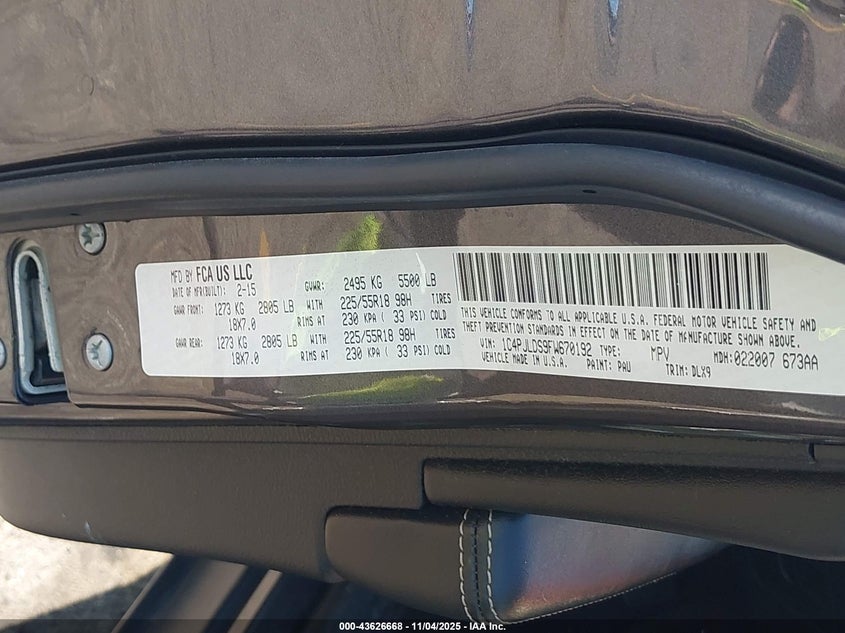 MFD BY FCA US LLC
DATE OF MFR(BUILT): 2-15
GVWR: 2495 KG 5500 LB
GAWR FRONT: 1273 KG 2805 LB WITH 225/55R18 98H TIRES
18X7.0 RIMS AT 230 KPA ( 33 PSI) COLD
GAWR REAR: 1273 KG 2805 LB WITH 225/55R18 98H TIRES
18X7.0 RIMS AT 230 KPA ( 33 PSI) COLD
THIS VEHICLE CONFORMS TO ALL APPLICABLE U.S.A. FEDERAL MOTOR VEHICLE SAFETY AND
THEFT PREVENTION STANDARDS IN EFFECT ON THE DATE OF MANUFACTURE SHOWN ABOVE.
VIN: 1C4PJLDS9FW670192 TYPE: MPV MDH:022007 673AA
VEHICLE MADE IN U.S.A. PAINT: PAU TRIM: DLX9
000-43626668 - 11/04/2025 - IAA Inc.